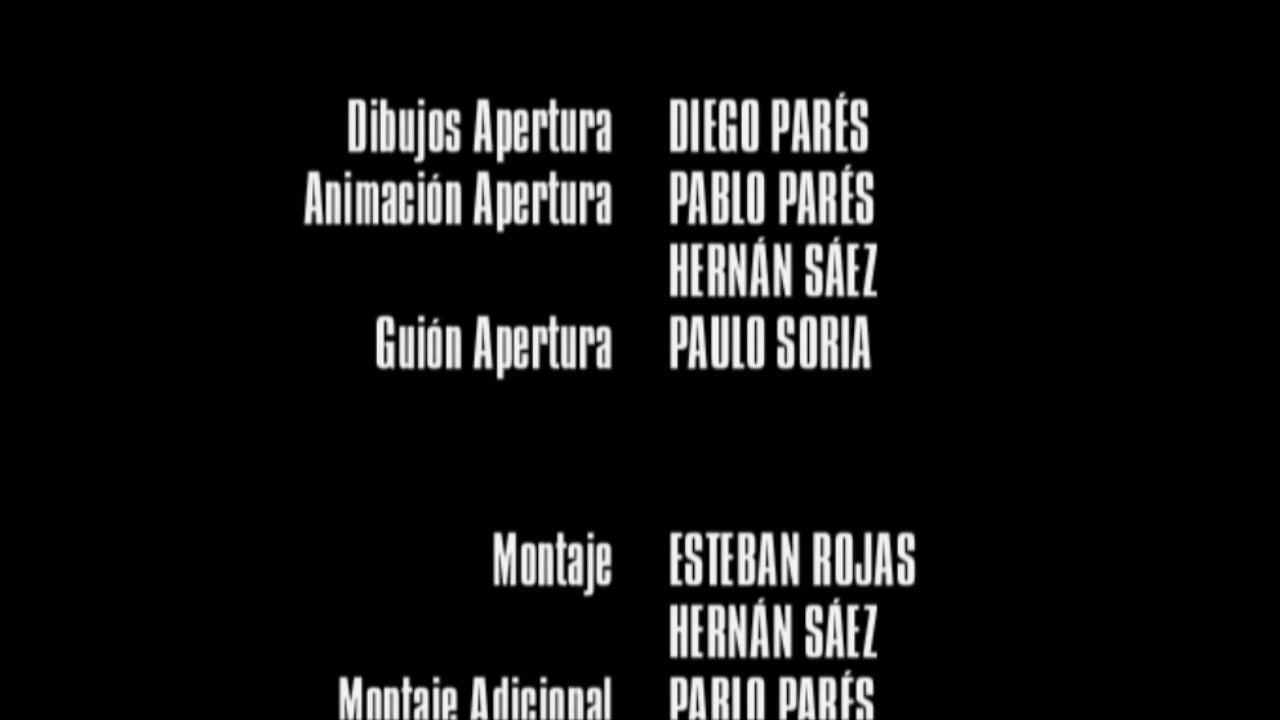 Dibujos Apertura DIEGO PARÉS
Animación Apertura PABLO PARÉS
HERNÁN SÁEZ
Guión Apertura PAULO SORIA
Montaje ESTEBAN ROJAS
HERNÁN SÁEZ
Montaje Adicional PABLO PARÉS